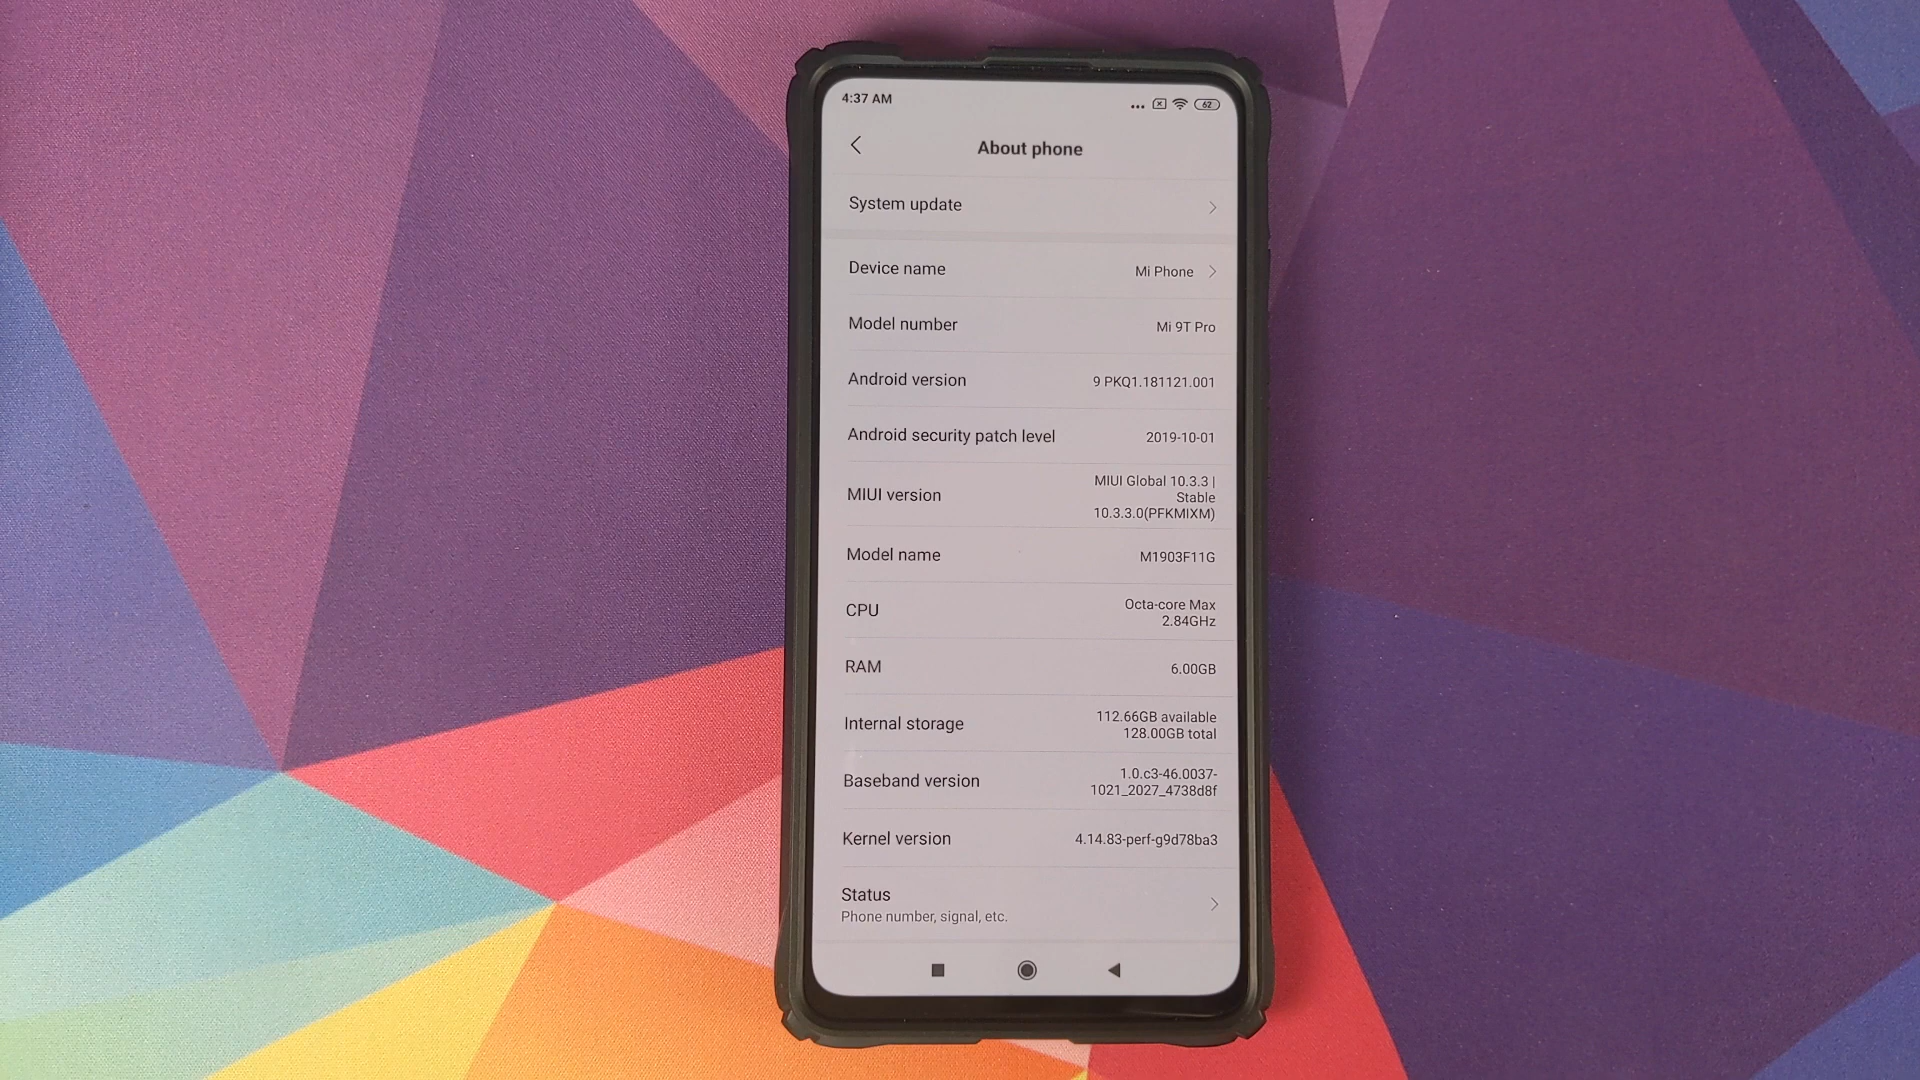 4:37 AM
62
About phone
System update
Device name
Mi Phone
Model number
Mi 9T Pro
Android version
9 PKQ1.181121.001
Android security patch level
2019-10-01
MIUI version
MIUI Global 10.3.3 |
Stable
10.3.3.0(PFKMIXM)
Model name
M1903F11G
CPU
Octa-core Max
2.84GHz
RAM
6.00GB
Internal storage
112.66GB available
128.00GB total
Baseband version
1.0.c3-46.0037-
1021_2027_4738d8f
Kernel version
4.14.83-perf-g9d78ba3
Status
Phone number, signal, etc.